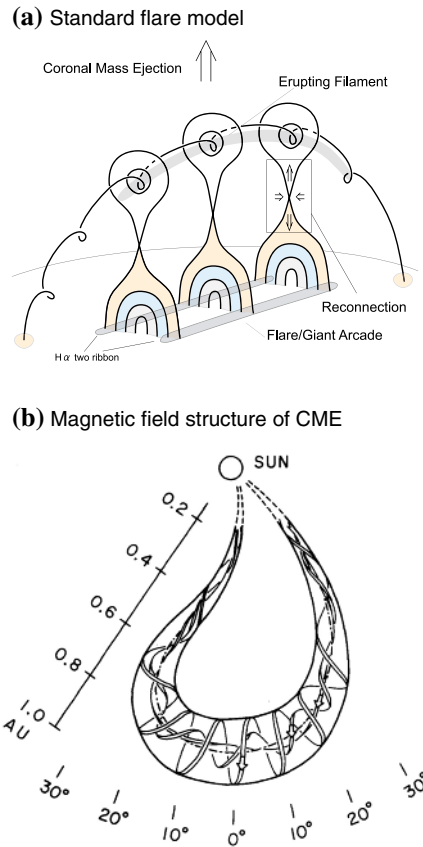 (a) Standard flare model
Coronal Mass Ejection
Erupting Filament
Reconnection
Flare/Giant Arcade
Hα two ribbon
(b) Magnetic field structure of CME
SUN
0.2
0.4
0.6
0.8
1.0
AU
30°
20°
10°
0°
10°
20°
30°